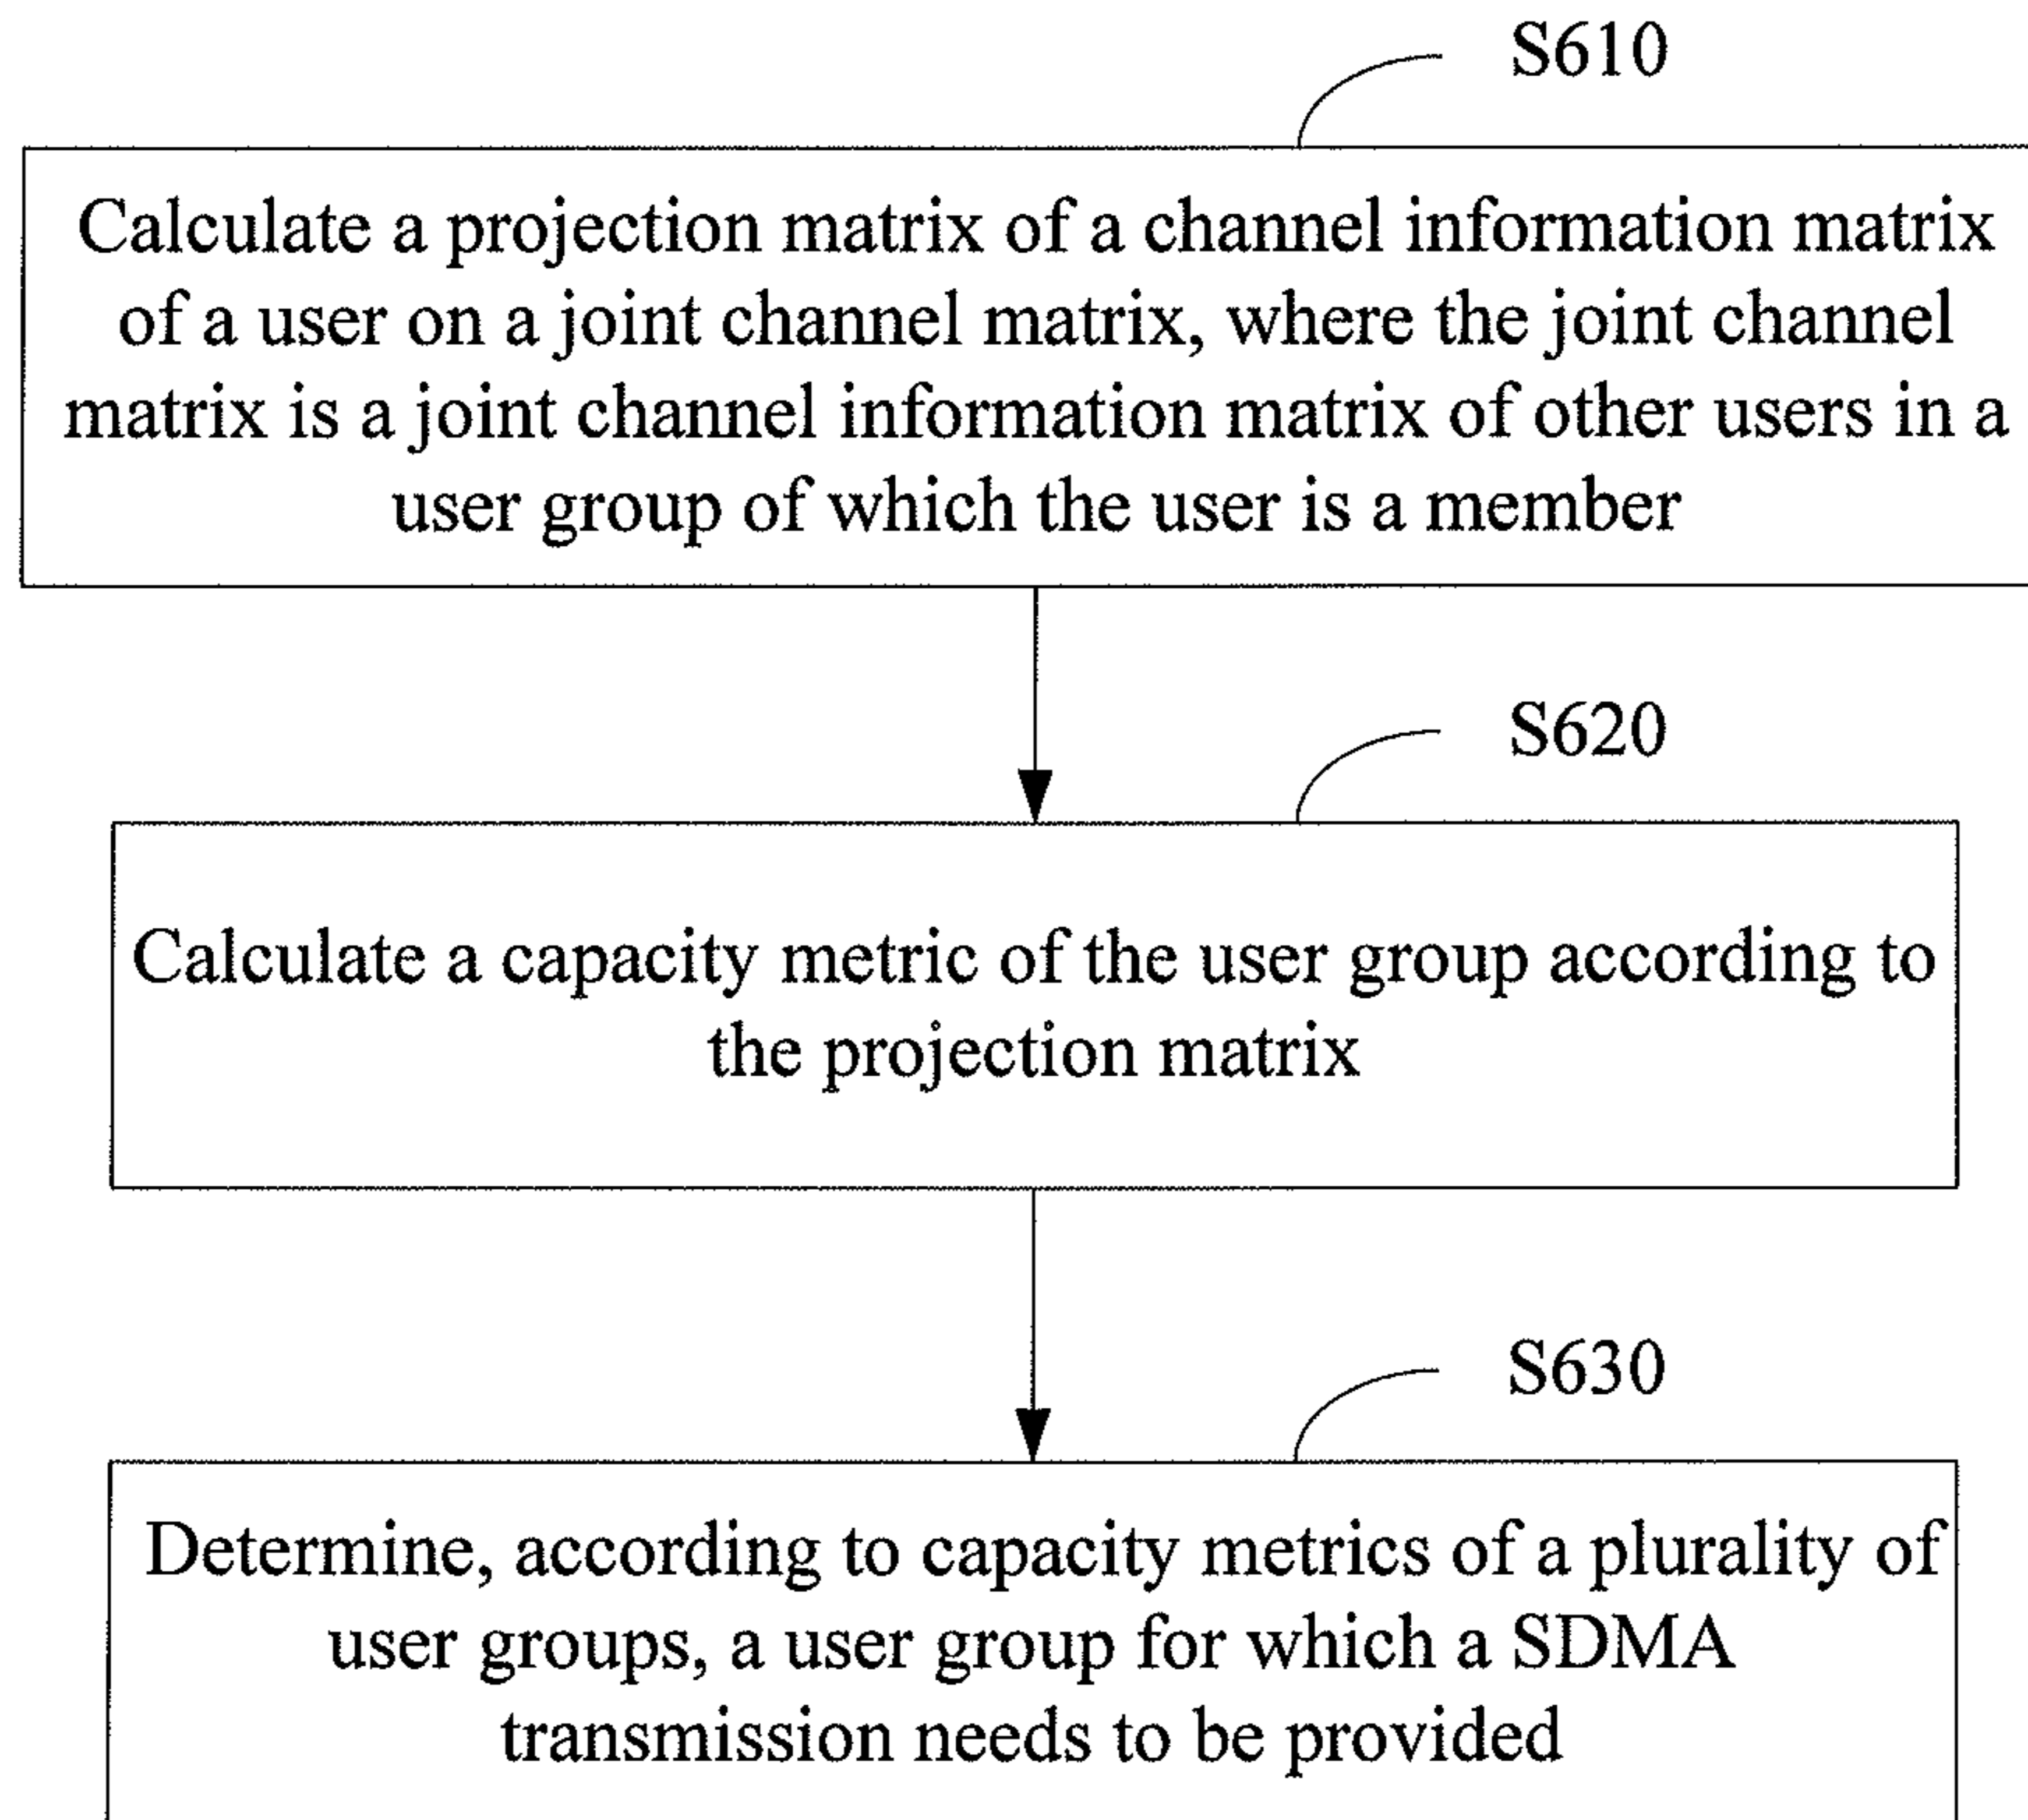 S610
Calculate a projection matrix of a channel information matrix
of a user on a joint channel matrix, where the joint channel
matrix is a joint channel information matrix of other users in a
user group of which the user is a member
S620
Calculate a capacity metric of the user group according to
the projection matrix
S630
Determine, according to capacity metrics of a plurality of
user groups, a user group for which a SDMA
transmission needs to be provided